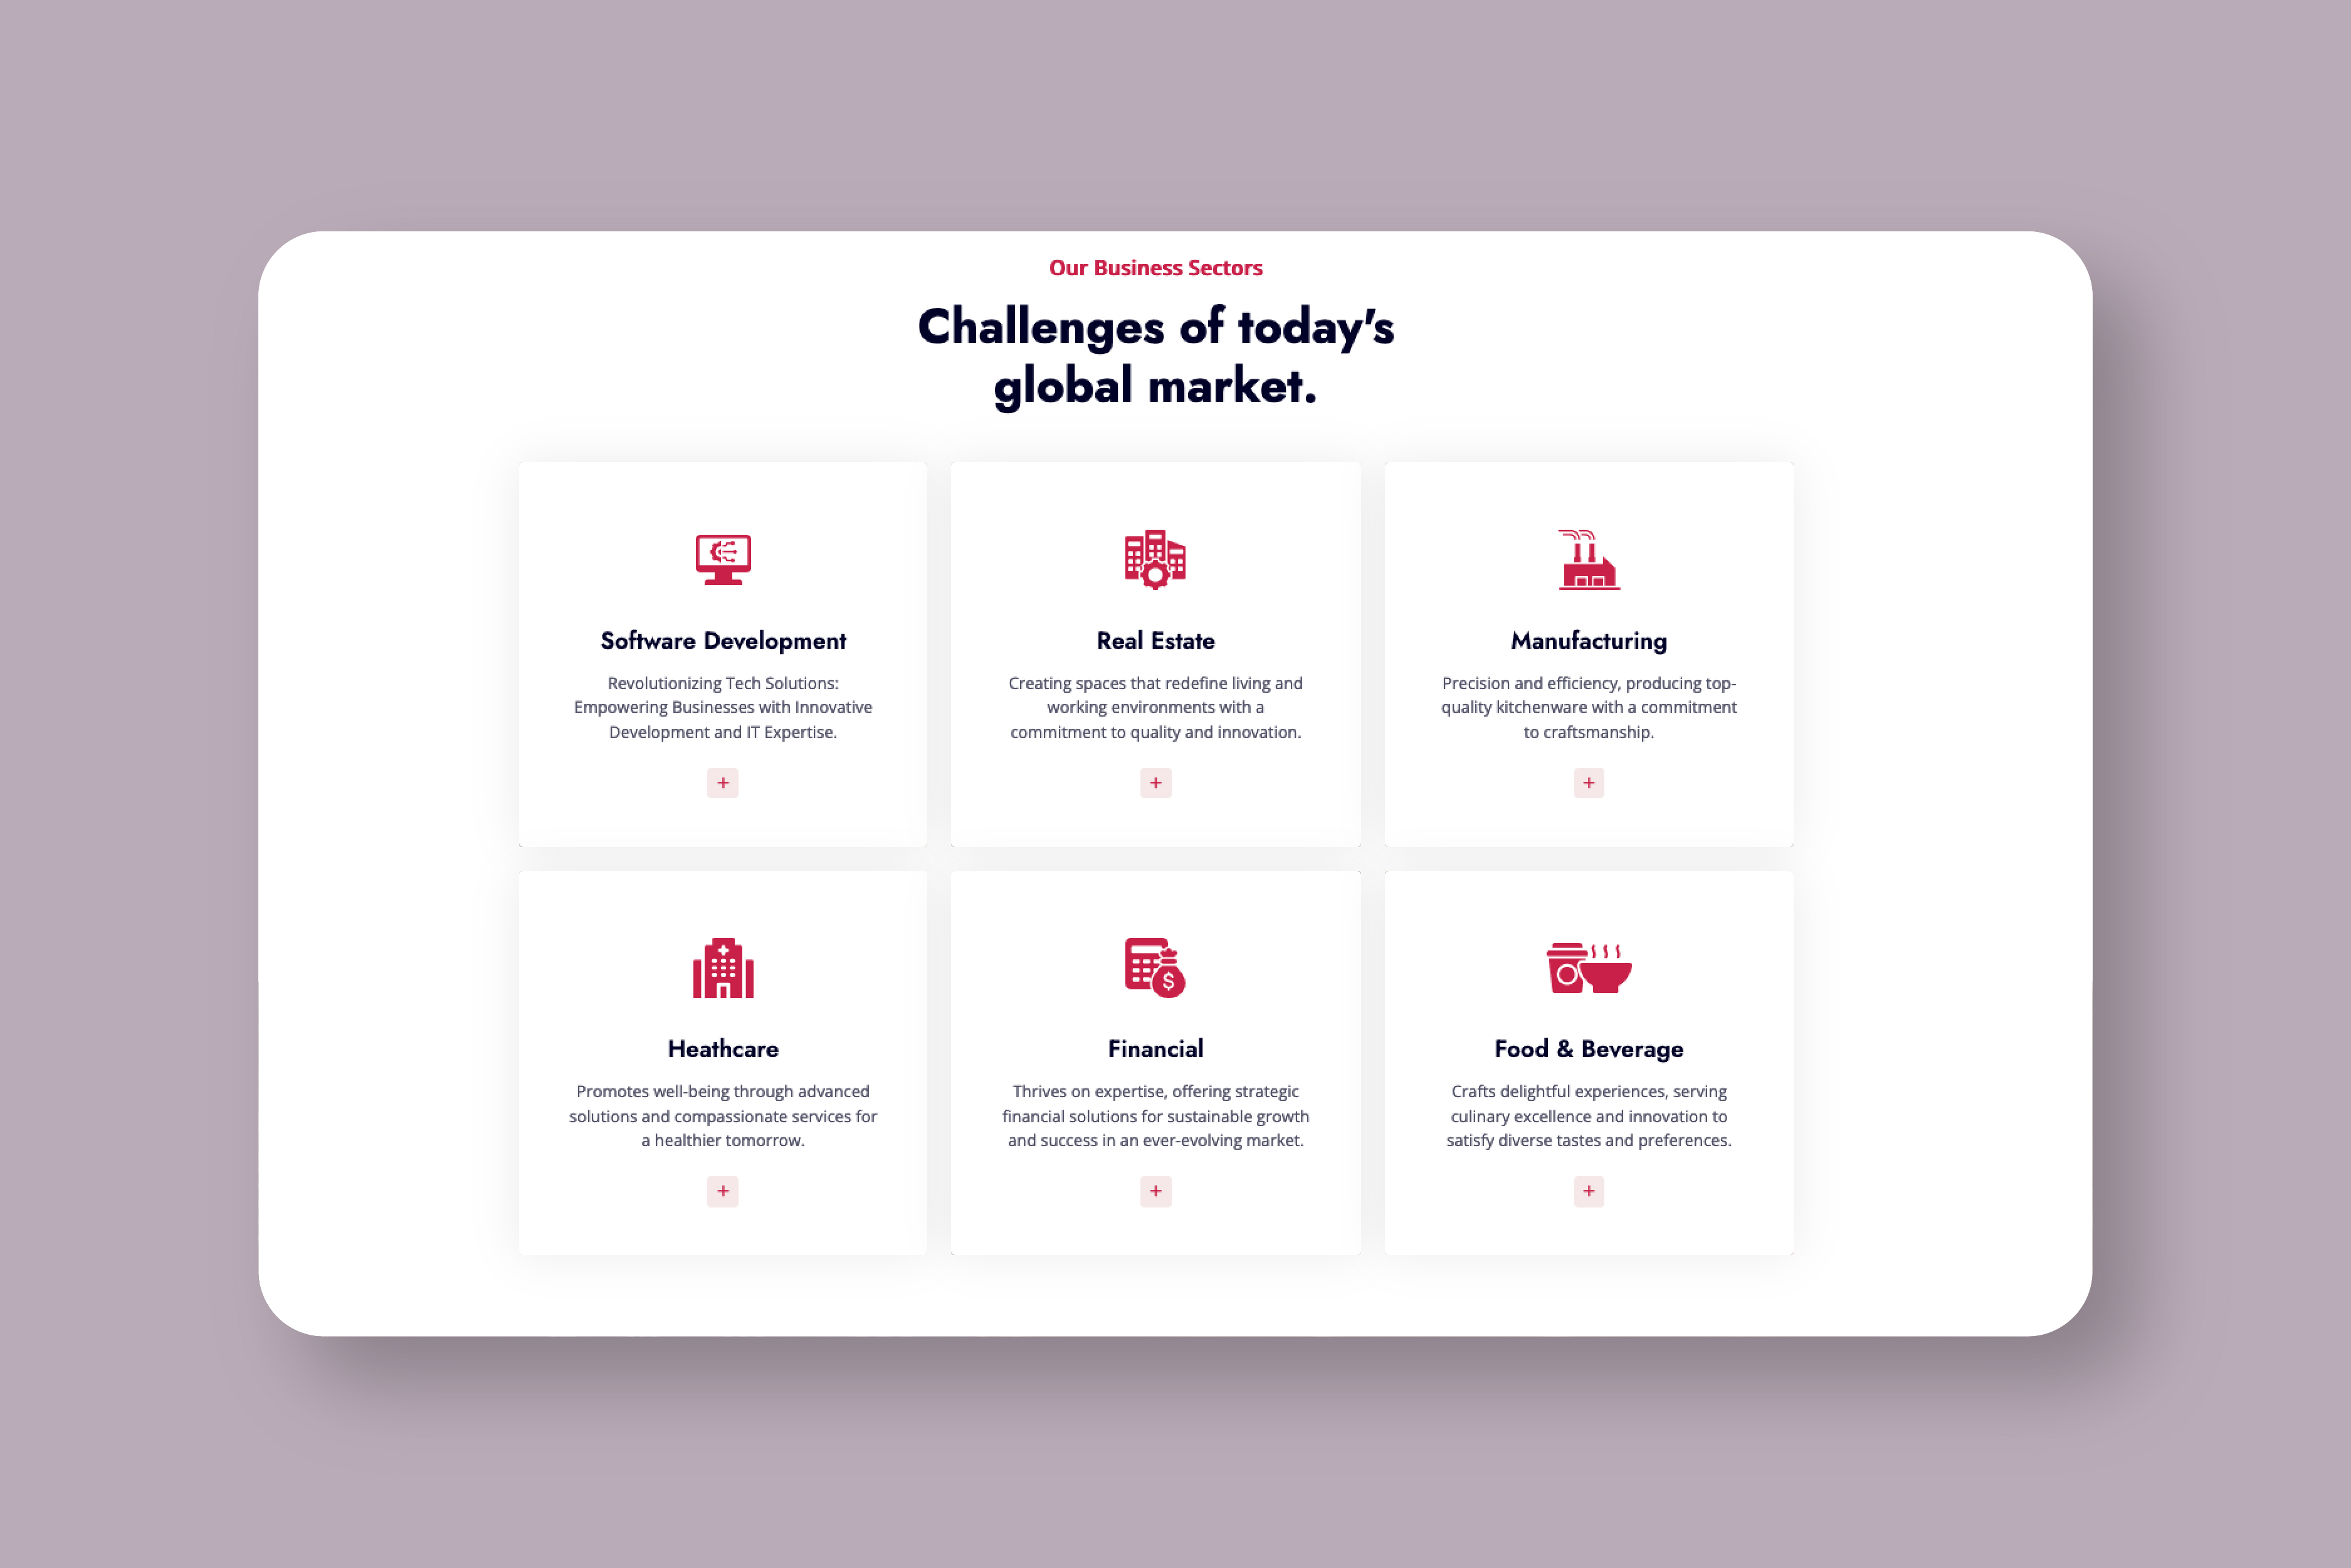 Our Business Sectors
Challenges of today's
global market.
Software Development
Revolutionizing Tech Solutions:
Empowering Businesses with Innovative
Development and IT Expertise.
+
Real Estate
Creating spaces that redefine living and
working environments with a
commitment to quality and innovation.
+
Manufacturing
Precision and efficiency, producing top-
quality kitchenware with a commitment
to craftsmanship.
+
Heathcare
Promotes well-being through advanced
solutions and compassionate services for
a healthier tomorrow.
+
$
Financial
Thrives on expertise, offering strategic
financial solutions for sustainable growth
and success in an ever-evolving market.
+
Food & Beverage
Crafts delightful experiences, serving
culinary excellence and innovation to
satisfy diverse tastes and preferences.
+